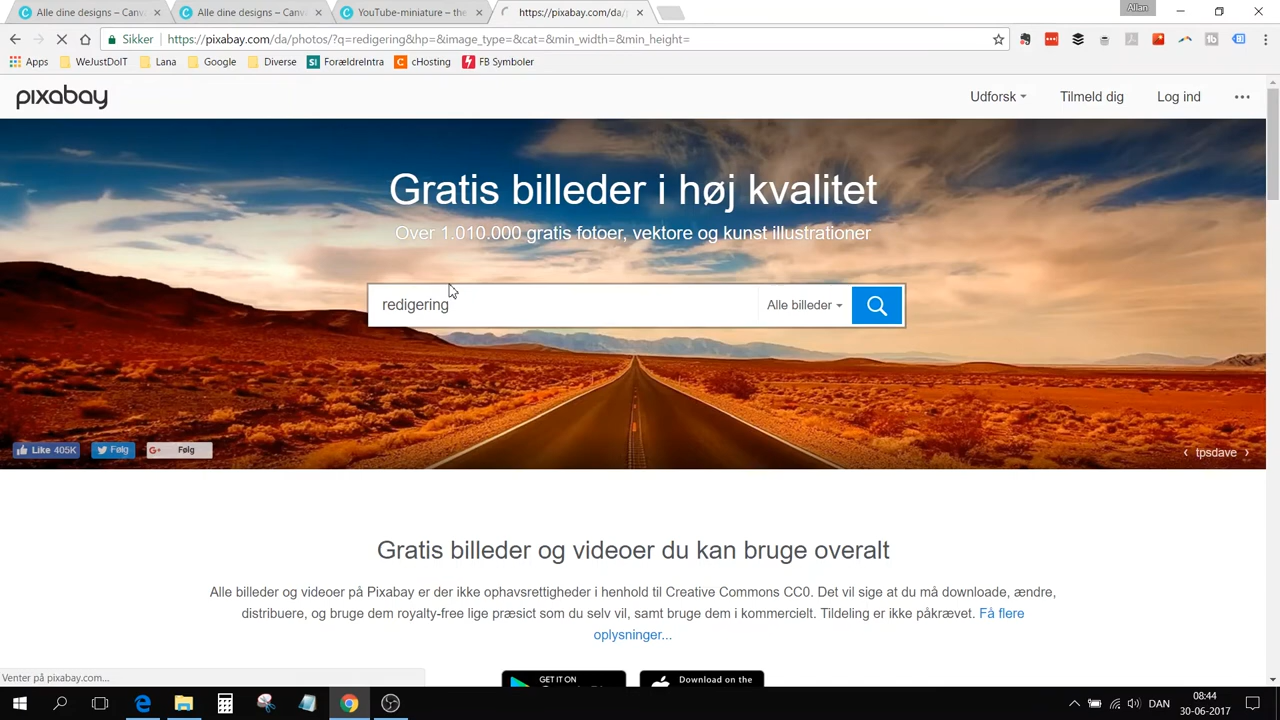 Alle dine designs – Canv
Alle dine designs – Canv
YouTube-miniature – the
https://pixabay.com/da/p
Allan
Sikker
https://pixabay.com/da/photos/?q=redigering&hp=&image_type=&cat=&min_width=&min_height=
Apps
WeJustDoIT
Lana
Google
Diverse
SI ForældreIntra
C cHosting
FB Symboler
pixabay
Udforsk
Tilmeld dig
Log ind
Gratis billeder i høj kvalitet
Over 1.010.000 gratis fotoer, vektore og kunst illustrationer
redigering
Alle billeder
Like 405K
Følg
G+ Følg
‹ tpsdave ›
Gratis billeder og videoer du kan bruge overalt
Alle billeder og videoer på Pixabay er der ikke ophavsrettigheder i henhold til Creative Commons CC0. Det vil sige at du må downloade, ændre,
distribuere, og bruge dem royalty-free lige præsict som du selv vil, samt bruge dem i kommercielt. Tildeling er ikke påkrævet. Få flere
oplysninger...
Venter på pixabay.com...
GET IT ON
Download on the
DAN
08:44
30-06-2017